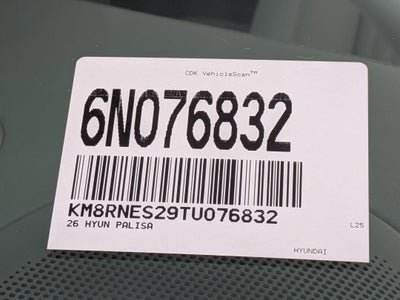 CDK VehicleScan™
6N076832
KM8RNES29TU076832
26 HYUN PALISA
L25
HYUNDAI